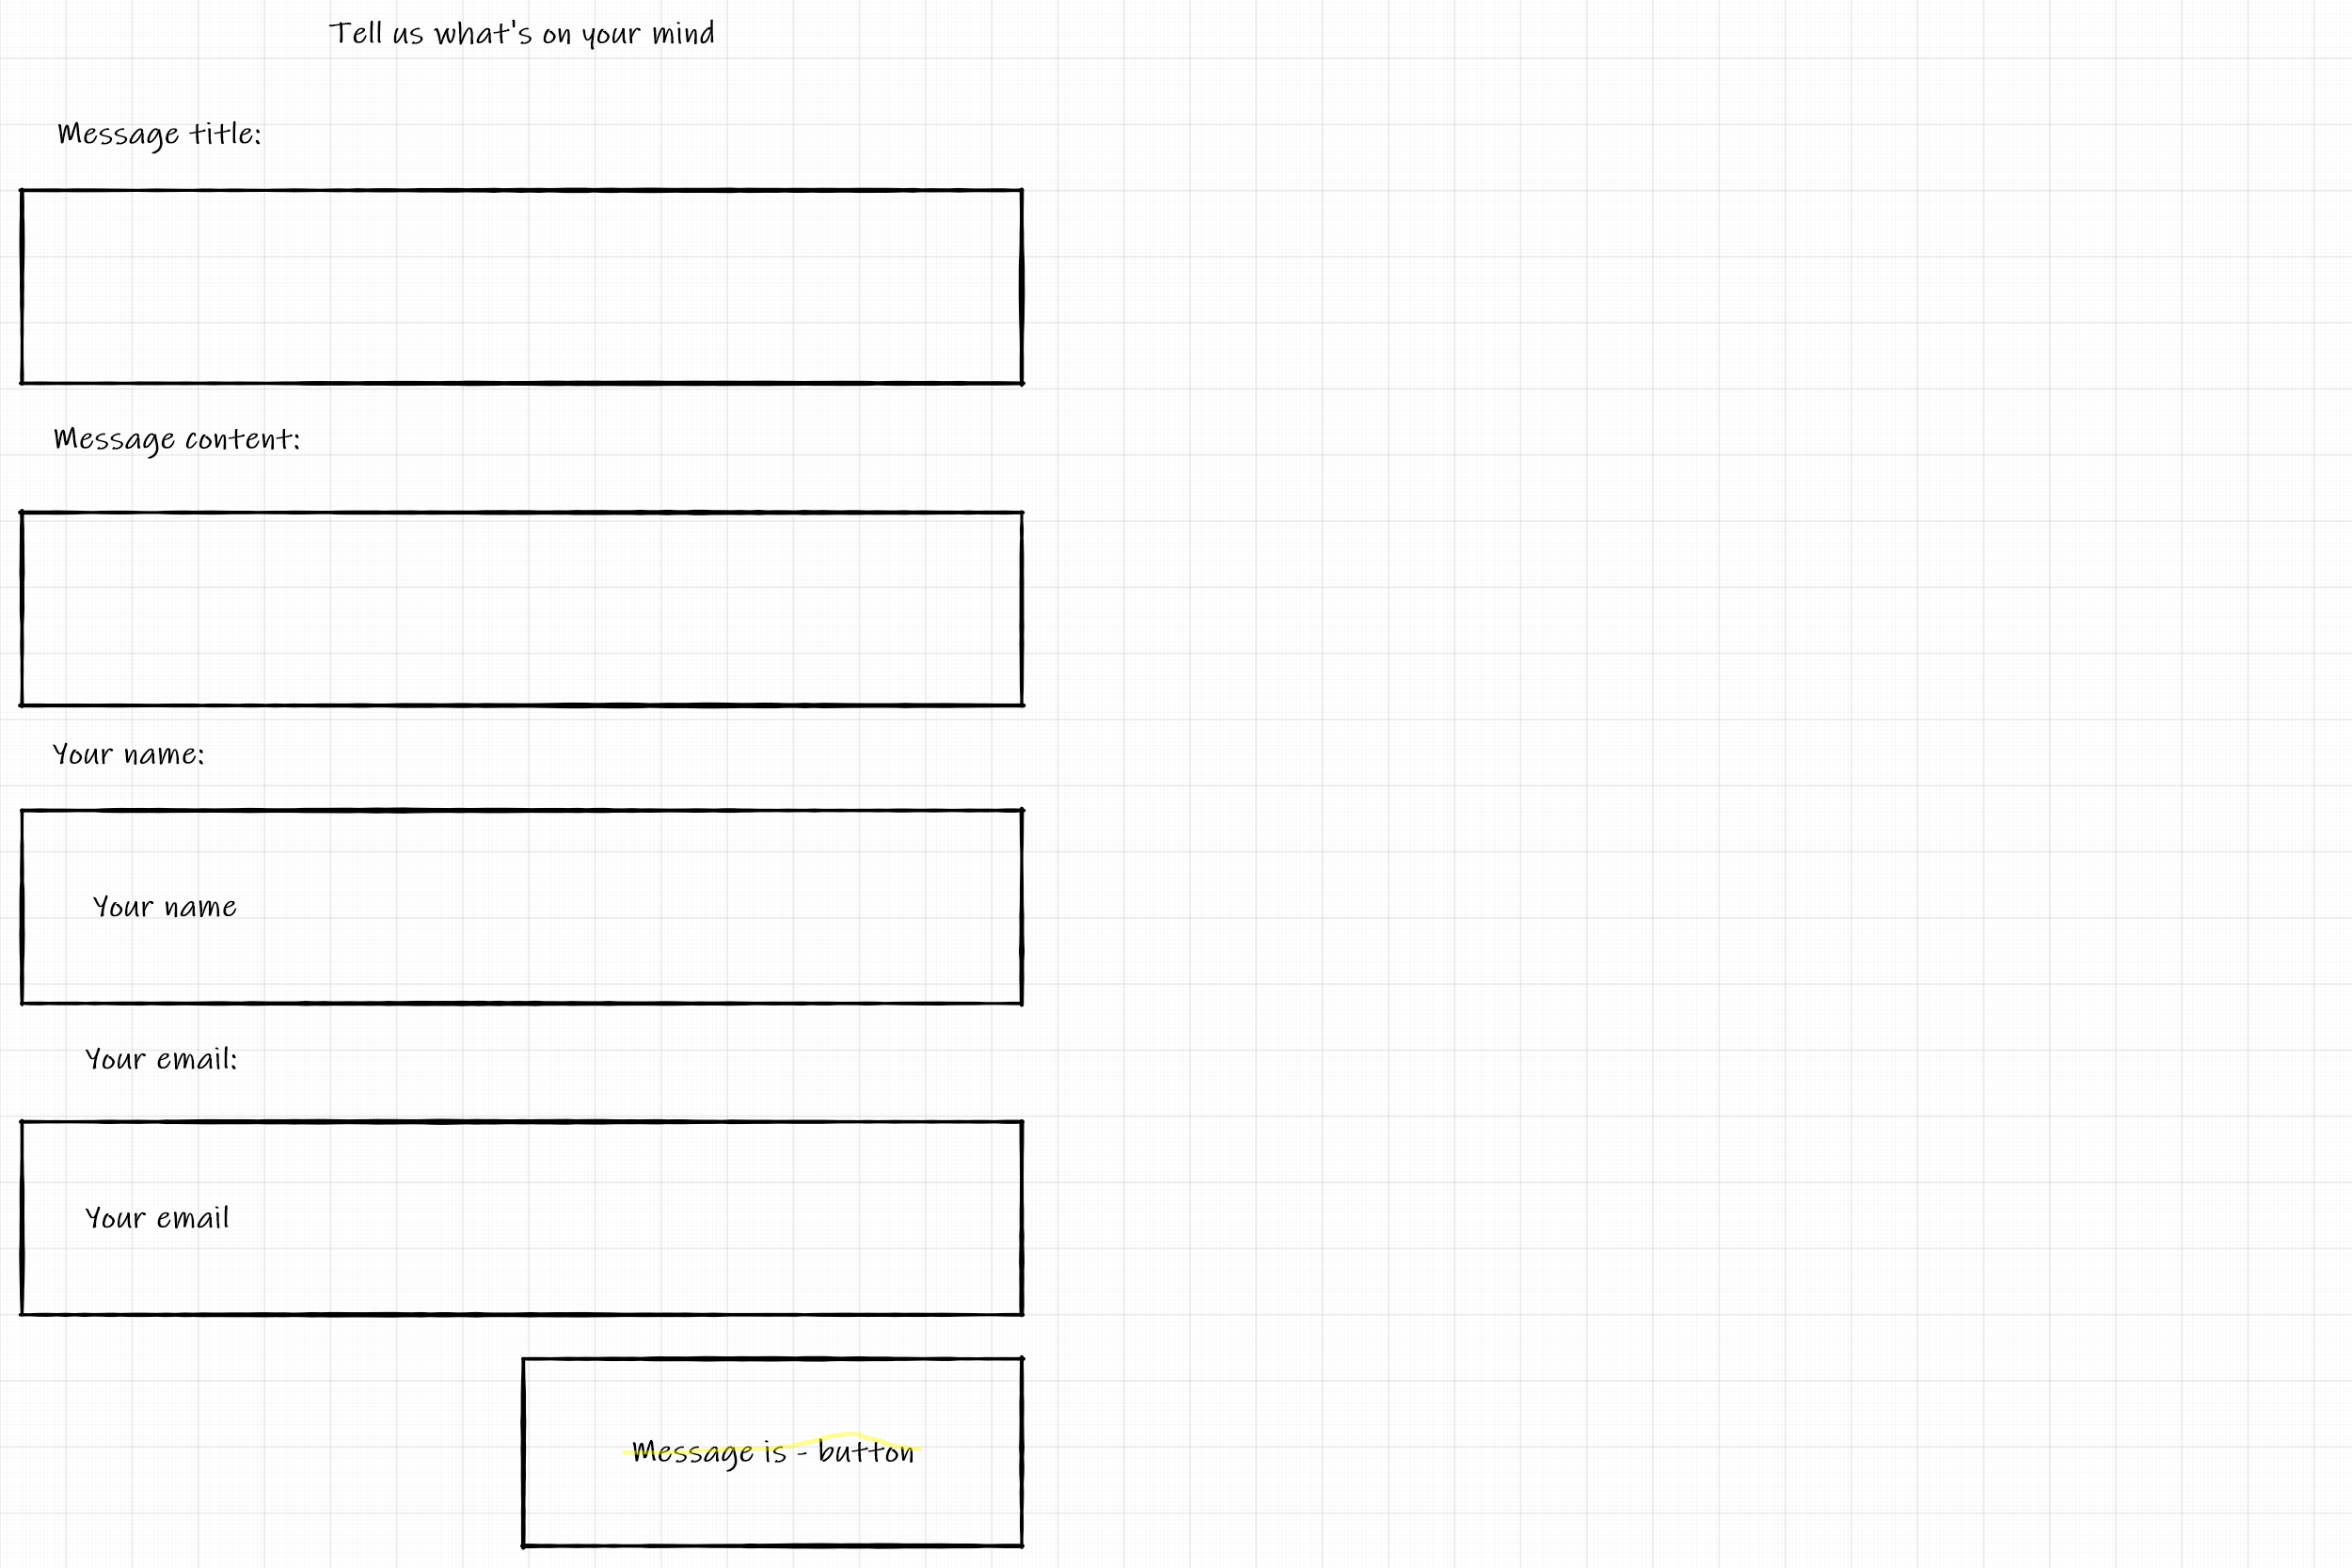 Tell us what's on your mind
Message title:
Message content:
Your name:
Your name
Your email:
Your email
Message is - button